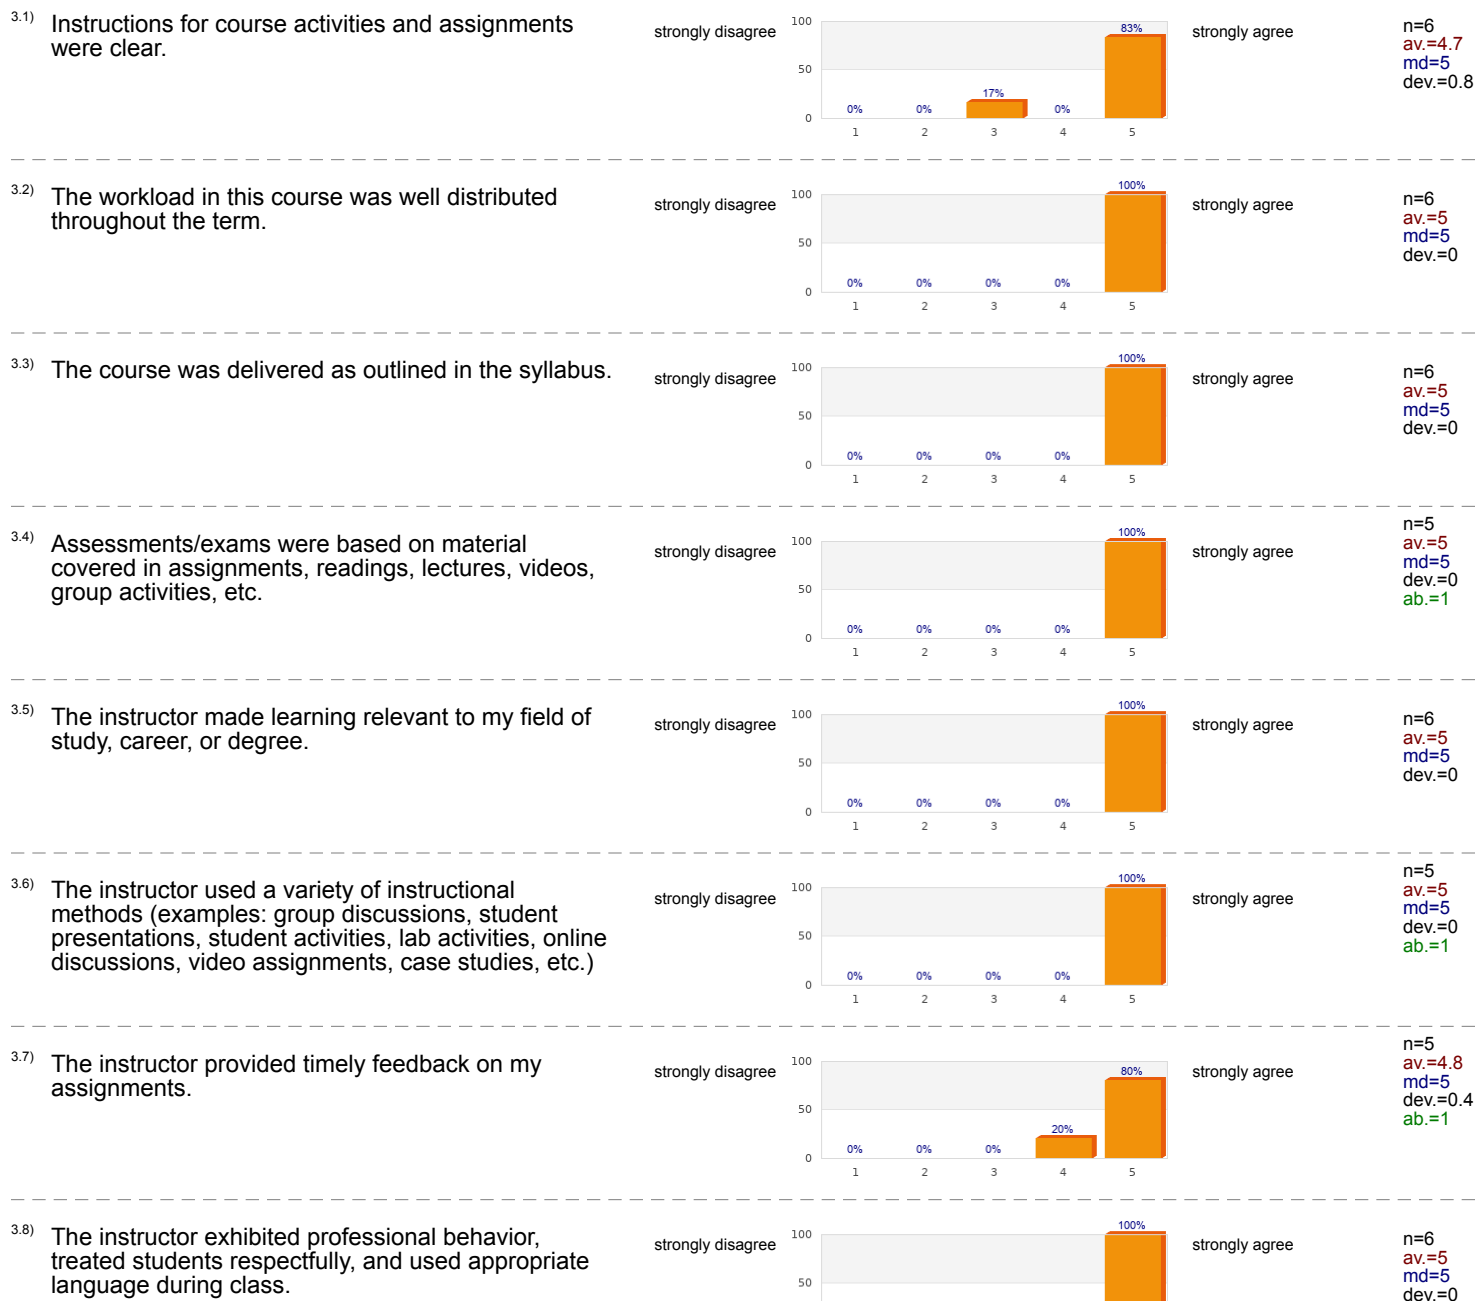 3.1) Instructions for course activities and assignments
were clear.
strongly disagree
100
50
0
0%
0%
17%
0%
83%
1 2 3 4 5
strongly agree
n=6
av.=4.7
md=5
dev.=0.8
3.2) The workload in this course was well distributed
throughout the term.
strongly disagree
100
50
0
0%
0%
0%
0%
100%
1 2 3 4 5
strongly agree
n=6
av.=5
md=5
dev.=0
3.3) The course was delivered as outlined in the syllabus.
strongly disagree
100
50
0
0%
0%
0%
0%
100%
1 2 3 4 5
strongly agree
n=6
av.=5
md=5
dev.=0
3.4) Assessments/exams were based on material
covered in assignments, readings, lectures, videos,
group activities, etc.
strongly disagree
100
50
0
0%
0%
0%
0%
100%
1 2 3 4 5
strongly agree
n=5
av.=5
md=5
dev.=0
ab.=1
3.5) The instructor made learning relevant to my field of
study, career, or degree.
strongly disagree
100
50
0
0%
0%
0%
0%
100%
1 2 3 4 5
strongly agree
n=6
av.=5
md=5
dev.=0
3.6) The instructor used a variety of instructional
methods (examples: group discussions, student
presentations, student activities, lab activities, online
discussions, video assignments, case studies, etc.)
strongly disagree
100
50
0
0%
0%
0%
0%
100%
1 2 3 4 5
strongly agree
n=5
av.=5
md=5
dev.=0
ab.=1
3.7) The instructor provided timely feedback on my
assignments.
strongly disagree
100
50
0
0%
0%
0%
20%
80%
1 2 3 4 5
strongly agree
n=5
av.=4.8
md=5
dev.=0.4
ab.=1
3.8) The instructor exhibited professional behavior,
treated students respectfully, and used appropriate
language during class.
strongly disagree
100
50
100%
strongly agree
n=6
av.=5
md=5
dev.=0